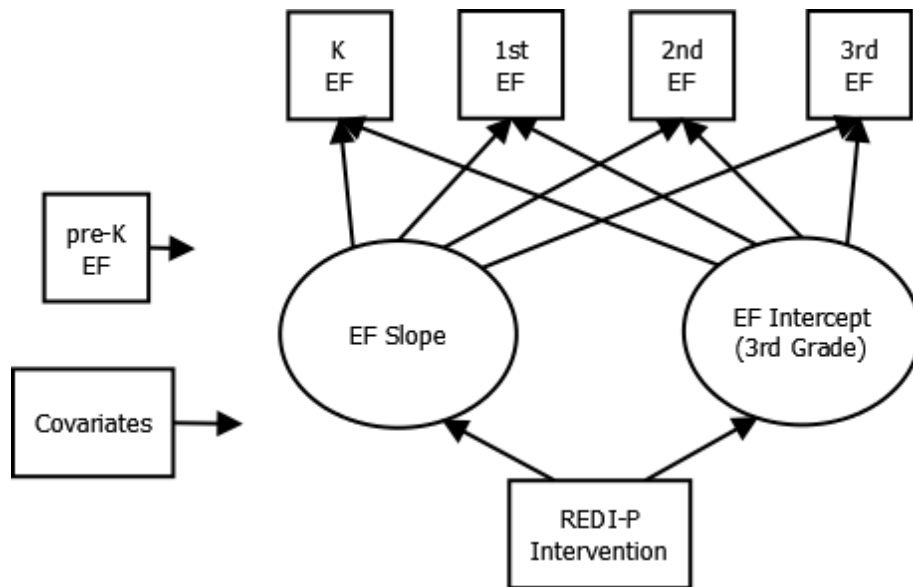 K
EF
1st
EF
2nd
EF
3rd
EF
pre-K
EF
EF Slope
EF Intercept
(3rd Grade)
Covariates
REDI-P
Intervention